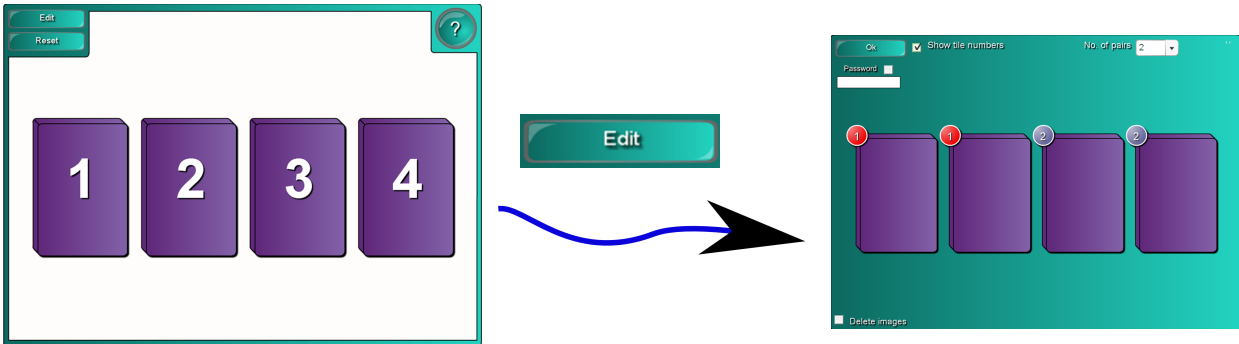 Edit
Reset
?
1 2 3 4
Edit
Ok Show tile numbers No. of pairs 2
Password
1 1 2 2
Delete images